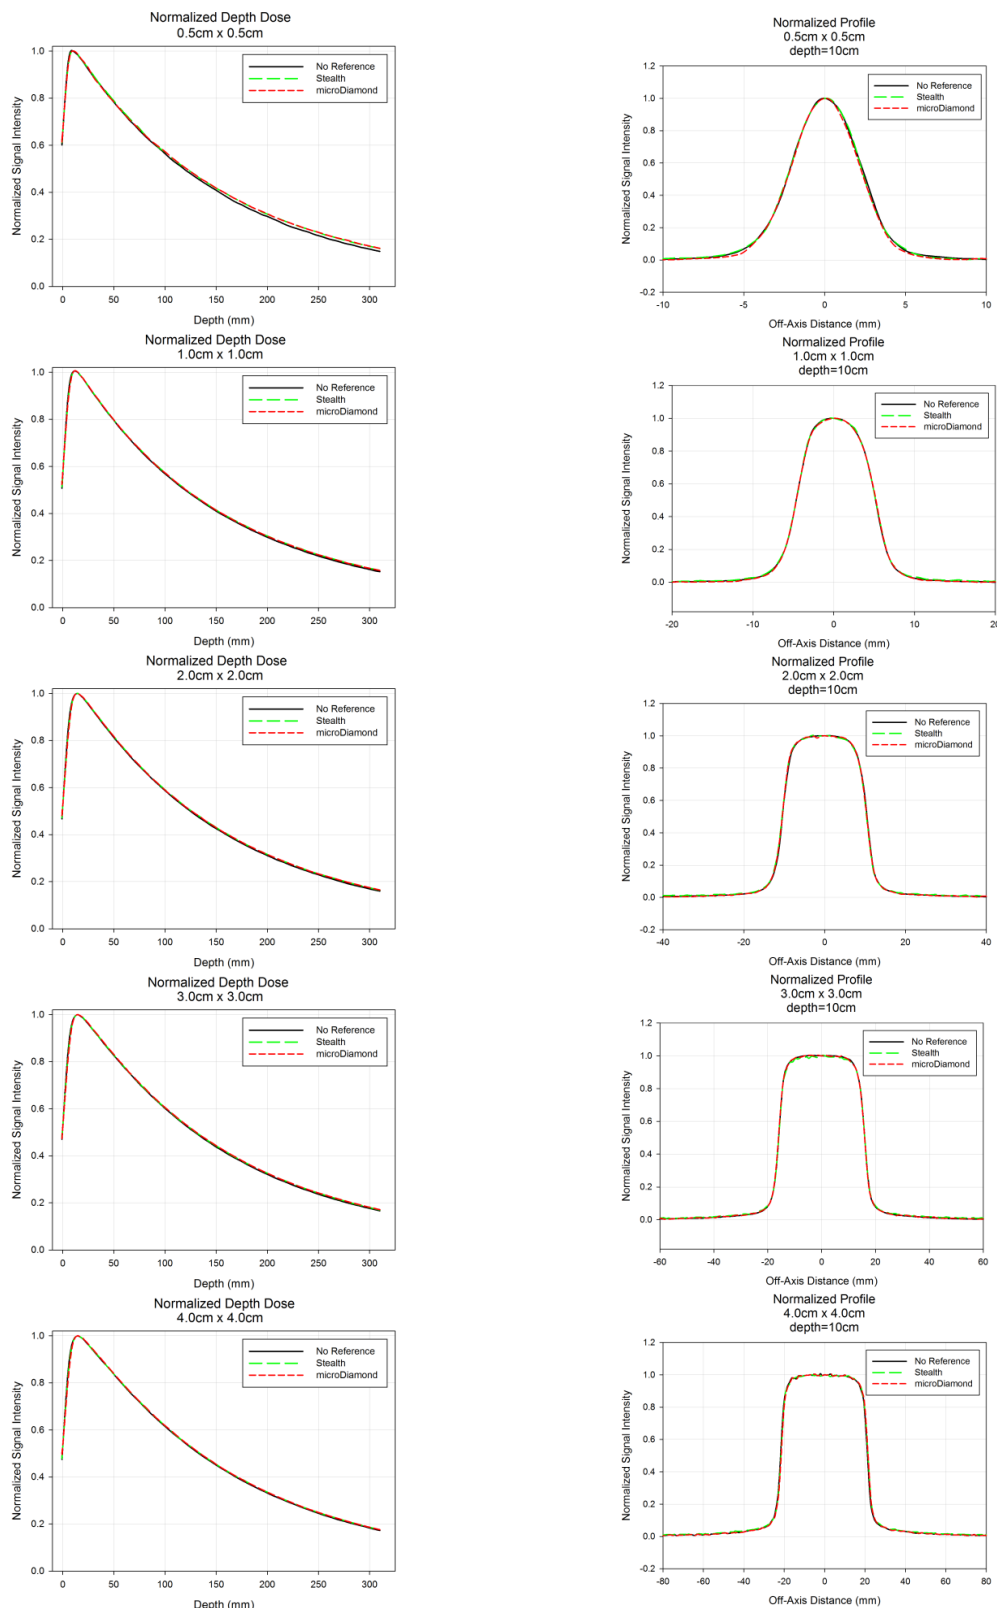 Normalized Depth Dose
0.5cm x 0.5cm
Normalized Signal Intensity
1.0
0.8
0.6
0.4
0.2
0.0
No Reference
Stealth
microDiamond
0 50 100 150 200 250 300
Depth (mm)
Normalized Profile
0.5cm x 0.5cm
depth=10cm
Normalized Signal Intensity
1.2
1.0
0.8
0.6
0.4
0.2
0.0
-0.2
No Reference
Stealth
microDiamond
-10 -5 0 5 10
Off-Axis Distance (mm)
Normalized Depth Dose
1.0cm x 1.0cm
Normalized Signal Intensity
1.0
0.8
0.6
0.4
0.2
0.0
No Reference
Stealth
microDiamond
0 50 100 150 200 250 300
Depth (mm)
Normalized Profile
1.0cm x 1.0cm
depth=10cm
Normalized Signal Intensity
1.2
1.0
0.8
0.6
0.4
0.2
0.0
No Reference
Stealth
microDiamond
-20 -10 0 10 20
Off-Axis Distance (mm)
Normalized Depth Dose
2.0cm x 2.0cm
Normalized Signal Intensity
1.0
0.8
0.6
0.4
0.2
0.0
No Reference
Stealth
microDiamond
0 50 100 150 200 250 300
Depth (mm)
Normalized Profile
2.0cm x 2.0cm
depth=10cm
Normalized Signal Intensity
1.2
1.0
0.8
0.6
0.4
0.2
0.0
-0.2
No Reference
Stealth
microDiamond
-40 -20 0 20 40
Off-Axis Distance (mm)
Normalized Depth Dose
3.0cm x 3.0cm
Normalized Signal Intensity
1.0
0.8
0.6
0.4
0.2
0.0
No Reference
Stealth
microDiamond
0 50 100 150 200 250 300
Depth (mm)
Normalized Profile
3.0cm x 3.0cm
depth=10cm
Normalized Signal Intensity
1.2
1.0
0.8
0.6
0.4
0.2
0.0
No Reference
Stealth
microDiamond
-60 -40 -20 0 20 40 60
Off-Axis Distance (mm)
Normalized Depth Dose
4.0cm x 4.0cm
Normalized Signal Intensity
1.0
0.8
0.6
0.4
0.2
0.0
No Reference
Stealth
microDiamond
0 50 100 150 200 250 300
Depth (mm)
Normalized Profile
4.0cm x 4.0cm
depth=10cm
Normalized Signal Intensity
1.2
1.0
0.8
0.6
0.4
0.2
0.0
-0.2
No Reference
Stealth
microDiamond
-80 -60 -40 -20 0 20 40 60 80
Off-Axis Distance (mm)